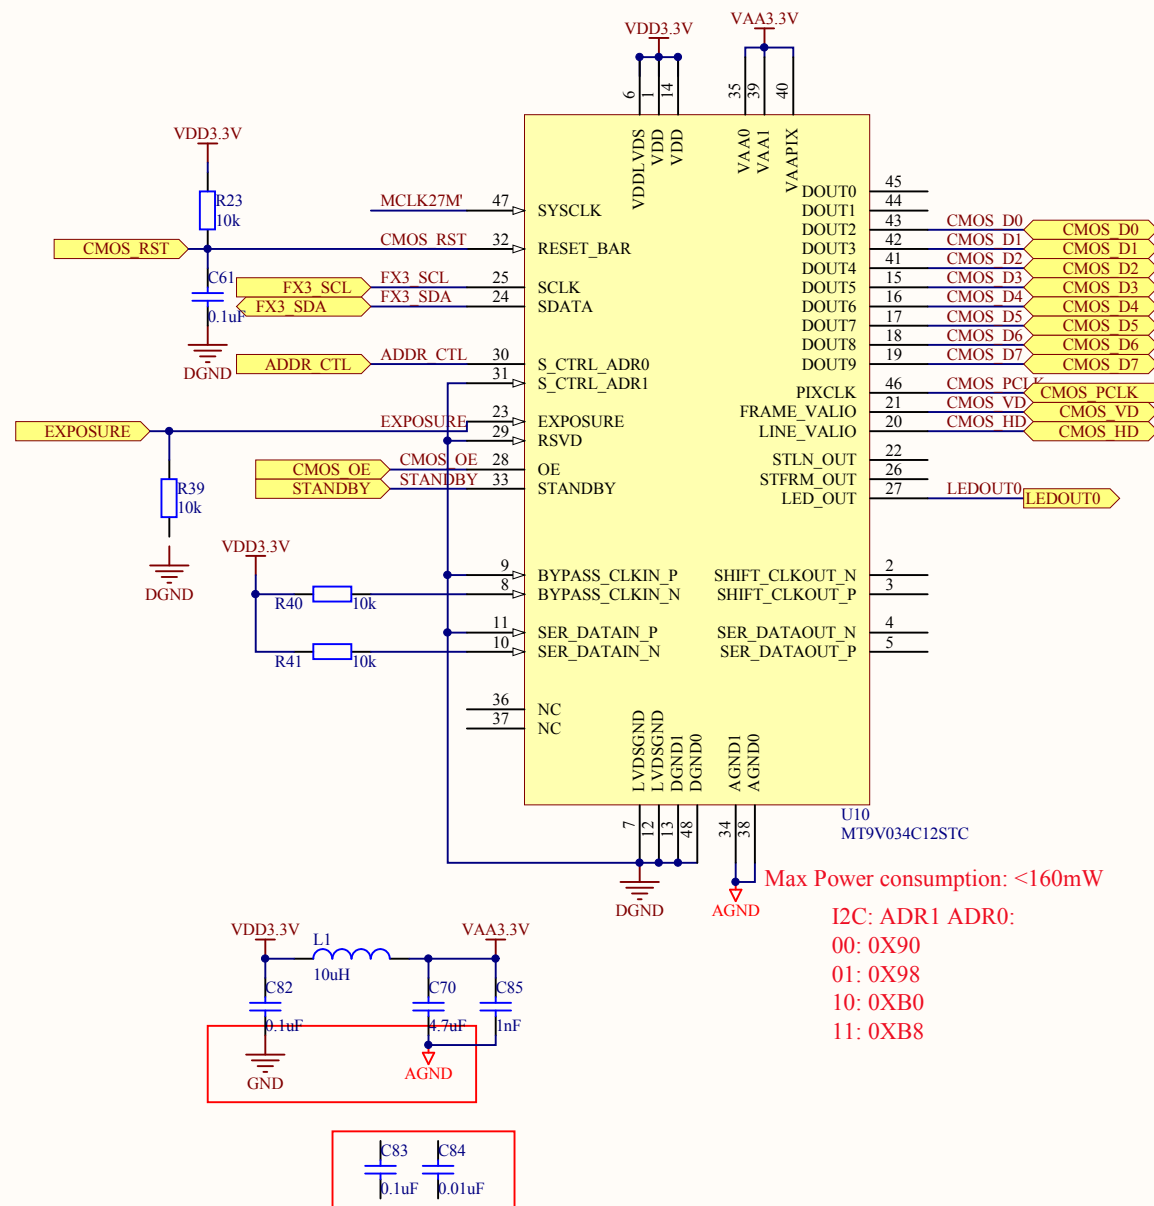 VAA3.3V
VDD3.3V
6
1
14
35
39
40
VDDLVDS
VDD
VDD
VAA0
VAA1
VAAPIX
VDD3.3V
R23
10k
CMOS_RST
C61
0.1uF
DGND
MCLK27M'
47
SYSCLK
CMOS_RST
32
RESET_BAR
FX3_SCL
FX3_SCL
25
SCLK
FX3_SDA
FX3_SDA
24
SDATA
ADDR_CTL
ADDR_CTL
30
S_CTRL_ADR0
31
S_CTRL_ADR1
EXPOSURE
EXPOSURE
23
EXPOSURE
29
RSVD
CMOS_OE
CMOS_OE
28
OE
STANDBY
STANDBY
33
STANDBY
R39
10k
DGND
VDD3.3V
9
BYPASS_CLKIN_P
R40
10k
8
BYPASS_CLKIN_N
11
SER_DATAIN_P
R41
10k
10
SER_DATAIN_N
36
NC
37
NC
DOUT0
45
DOUT1
44
DOUT2
43
CMOS_D0
CMOS_D0
DOUT3
42
CMOS_D1
CMOS_D1
DOUT4
41
CMOS_D2
CMOS_D2
DOUT5
15
CMOS_D3
CMOS_D3
DOUT6
16
CMOS_D4
CMOS_D4
DOUT7
17
CMOS_D5
CMOS_D5
DOUT8
18
CMOS_D6
CMOS_D6
DOUT9
19
CMOS_D7
CMOS_D7
PIXCLK
46
CMOS_PCLK
CMOS_PCLK
FRAME_VALIO
21
CMOS_VD
CMOS_VD
LINE_VALIO
20
CMOS_HD
CMOS_HD
STLN_OUT
22
STFRM_OUT
26
LED_OUT
27
LEDOUT0
LEDOUT0
SHIFT_CLKOUT_N
2
SHIFT_CLKOUT_P
3
SER_DATAOUT_N
4
SER_DATAOUT_P
5
LVDSGND
LVDSGND
DGND1
DGND0
AGND1
AGND0
7
12
13
48
34
38
U10
MT9V034C12STC
DGND
AGND
Max Power consumption: <160mW
I2C: ADR1 ADR0:
00: 0X90
01: 0X98
10: 0XB0
11: 0XB8
VDD3.3V
L1
10uH
VAA3.3V
C82
0.1uF
C70
4.7uF
C85
1nF
GND
AGND
C83
0.1uF
C84
0.01uF